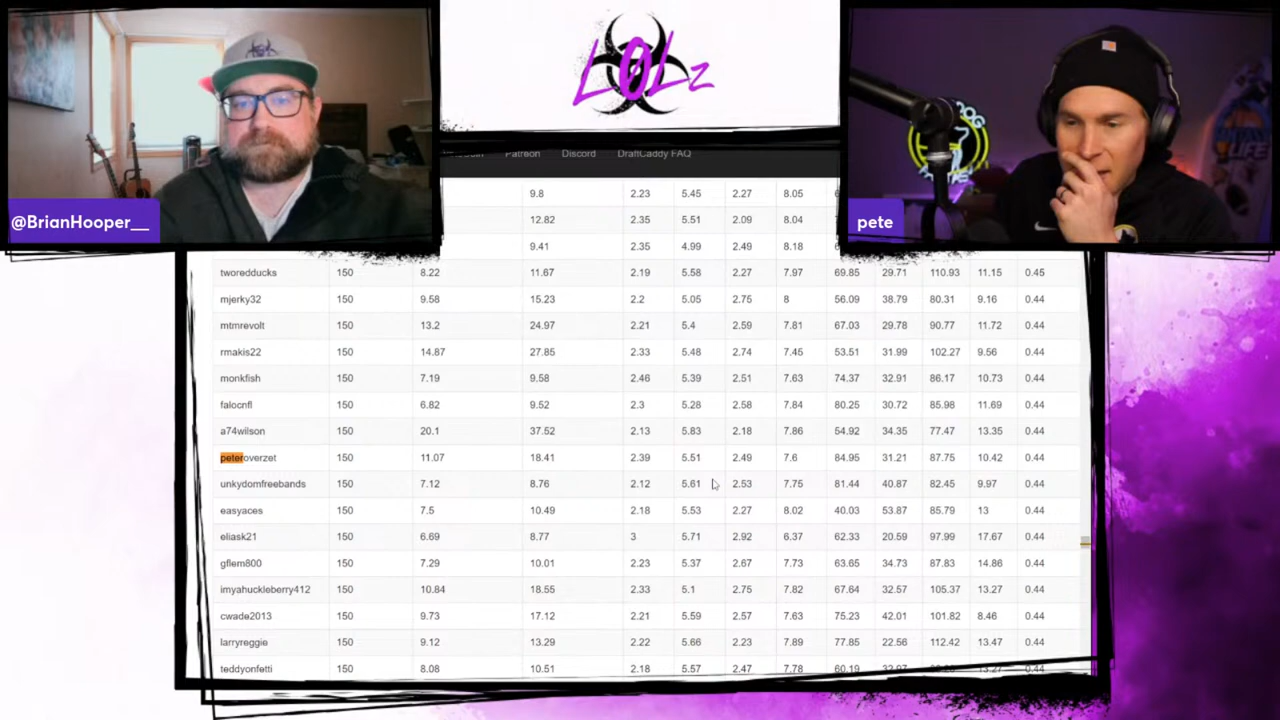 LOLz
Patreon Discord DraftCaddy FAQ
9.8 2.23 5.45 2.27 8.05
@BrianHooper__
12.82 2.35 5.51 2.09 8.04
pete
9.41 2.35 4.99 2.49 8.18
tworedducks 150 8.22 11.67 2.19 5.58 2.27 7.97 69.85 29.71 110.93 11.15 0.45
mjerky32 150 9.58 15.23 2.2 5.05 2.75 8 56.09 38.79 80.31 9.16 0.44
mtmrevolt 150 13.2 24.97 2.21 5.4 2.59 7.81 67.03 29.78 90.77 11.72 0.44
rmakis22 150 14.87 27.85 2.33 5.48 2.74 7.45 53.51 31.99 102.27 9.56 0.44
monkfish 150 7.19 9.58 2.46 5.39 2.51 7.63 74.37 32.91 86.17 10.73 0.44
falocnfl 150 6.82 9.52 2.3 5.28 2.58 7.84 80.25 30.72 85.98 11.69 0.44
a74wilson 150 20.1 37.52 2.13 5.83 2.18 7.86 54.92 34.35 77.47 13.35 0.44
peteroverzet 150 11.07 18.41 2.39 5.51 2.49 7.6 84.95 31.21 87.75 10.42 0.44
unkydomfreebands 150 7.12 8.76 2.12 5.61 2.53 7.75 81.44 40.87 82.45 9.97 0.44
easyaces 150 7.5 10.49 2.18 5.53 2.27 8.02 40.03 53.87 85.79 13 0.44
eliask21 150 6.69 8.77 3 5.71 2.92 6.37 62.33 20.59 97.99 17.67 0.44
gflem800 150 7.29 10.01 2.23 5.37 2.67 7.73 63.65 34.73 87.83 14.86 0.44
imyahuckleberry412 150 10.84 18.55 2.33 5.1 2.75 7.82 67.64 32.57 105.37 13.27 0.44
cwade2013 150 9.73 17.12 2.21 5.59 2.57 7.63 75.23 42.01 101.82 8.46 0.44
larryreggie 150 9.12 13.29 2.22 5.66 2.23 7.89 77.85 22.56 112.42 13.47 0.44
teddyonfetti 150 8.08 10.51 2.18 5.57 2.47 7.78 60.19 32.97 13.27 0.44